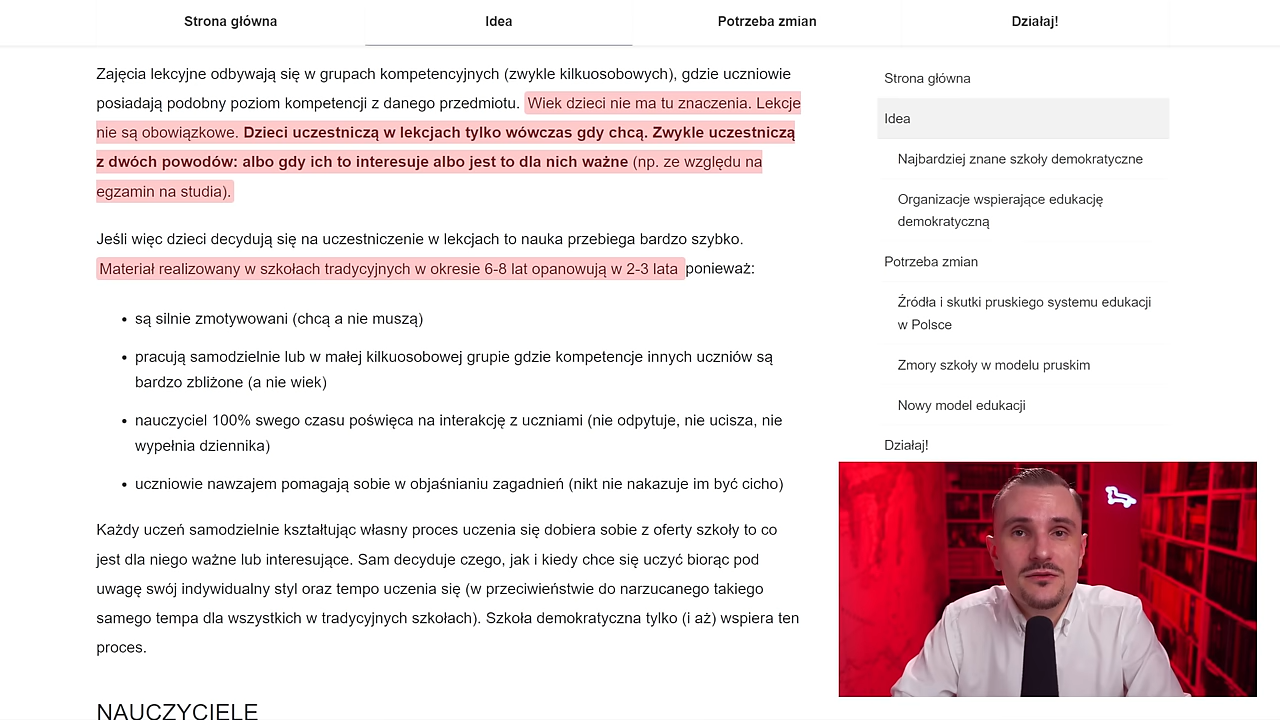 Strona główna
Idea
Potrzeba zmian
Działaj!
Zajęcia lekcyjne odbywają się w grupach kompetencyjnych (zwykle kilkuosobowych), gdzie uczniowie
posiadają podobny poziom kompetencji z danego przedmiotu. Wiek dzieci nie ma tu znaczenia. Lekcje
nie są obowiązkowe. Dzieci uczestniczą w lekcjach tylko wówczas gdy chcą. Zwykle uczestniczą
z dwóch powodów: albo gdy ich to interesuje albo jest to dla nich ważne (np. ze względu na
egzamin na studia).
Jeśli więc dzieci decydują się na uczestniczenie w lekcjach to nauka przebiega bardzo szybko.
Materiał realizowany w szkołach tradycyjnych w okresie 6-8 lat opanowują w 2-3 lata ponieważ:
• są silnie zmotywowani (chcą a nie muszą)
• pracują samodzielnie lub w małej kilkuosobowej grupie gdzie kompetencje innych uczniów są
bardzo zbliżone (a nie wiek)
• nauczyciel 100% swego czasu poświęca na interakcję z uczniami (nie odpytuje, nie ucisza, nie
wypełnia dziennika)
• uczniowie nawzajem pomagają sobie w objaśnianiu zagadnień (nikt nie nakazuje im być cicho)
Każdy uczeń samodzielnie kształtując własny proces uczenia się dobiera sobie z oferty szkoły to co
jest dla niego ważne lub interesujące. Sam decyduje czego, jak i kiedy chce się uczyć biorąc pod
uwagę swój indywidualny styl oraz tempo uczenia się (w przeciwieństwie do narzucanego takiego
samego tempa dla wszystkich w tradycyjnych szkołach). Szkoła demokratyczna tylko (i aż) wspiera ten
proces.
NAUCZYCIELE
Strona główna
Idea
Najbardziej znane szkoły demokratyczne
Organizacje wspierające edukację
demokratyczną
Potrzeba zmian
Źródła i skutki pruskiego systemu edukacji
w Polsce
Zmory szkoły w modelu pruskim
Nowy model edukacji
Działaj!